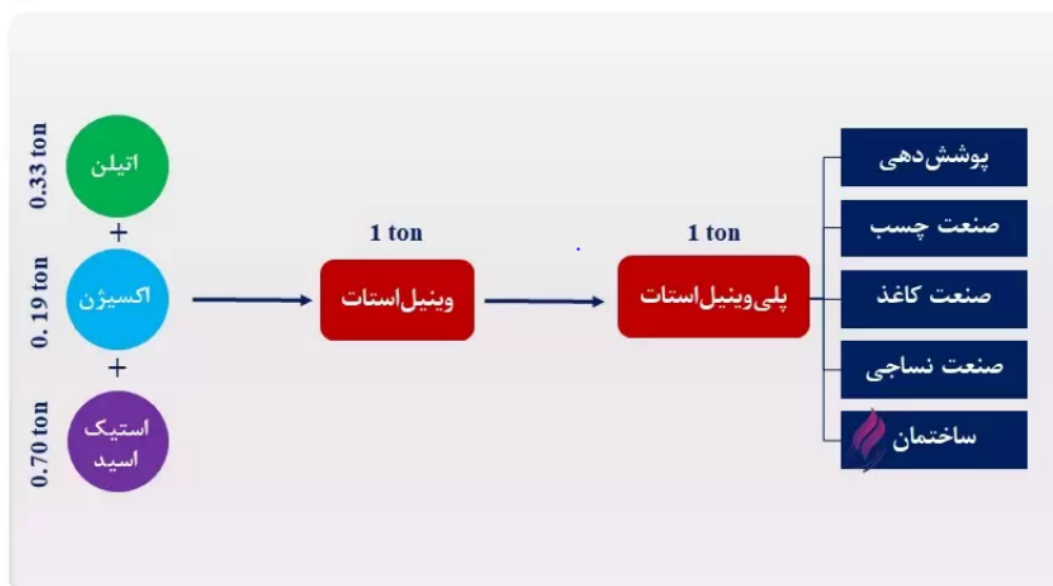 0.33 ton
اتیلن
+
0.19 ton
اکسیژن
+
0.70 ton
استیک
اسید
1 ton
وینیل‌استات
1 ton
پلی‌وینیل‌استات
پوشش‌دهی
صنعت چسب
صنعت کاغذ
صنعت نساجی
ساختمان